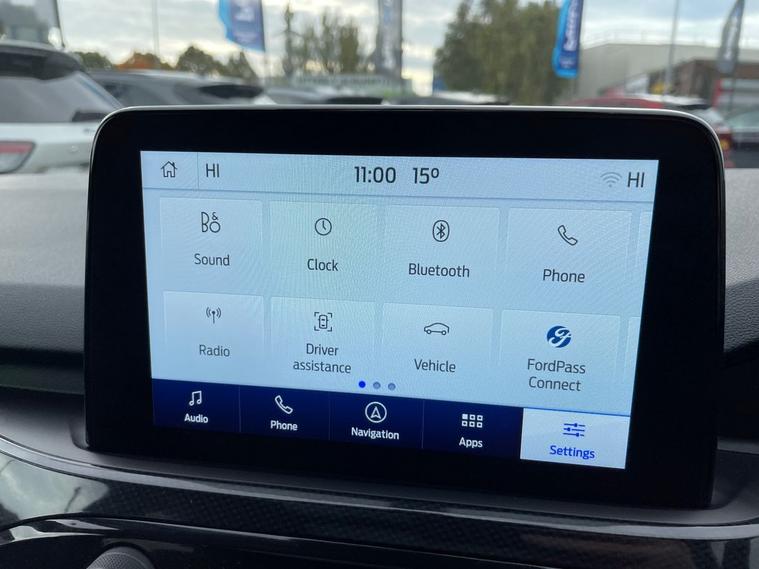 HI 11:00 15º HI
B&O
Sound Clock Bluetooth Phone
Radio Driver assistance Vehicle FordPass Connect
Audio Phone Navigation Apps Settings